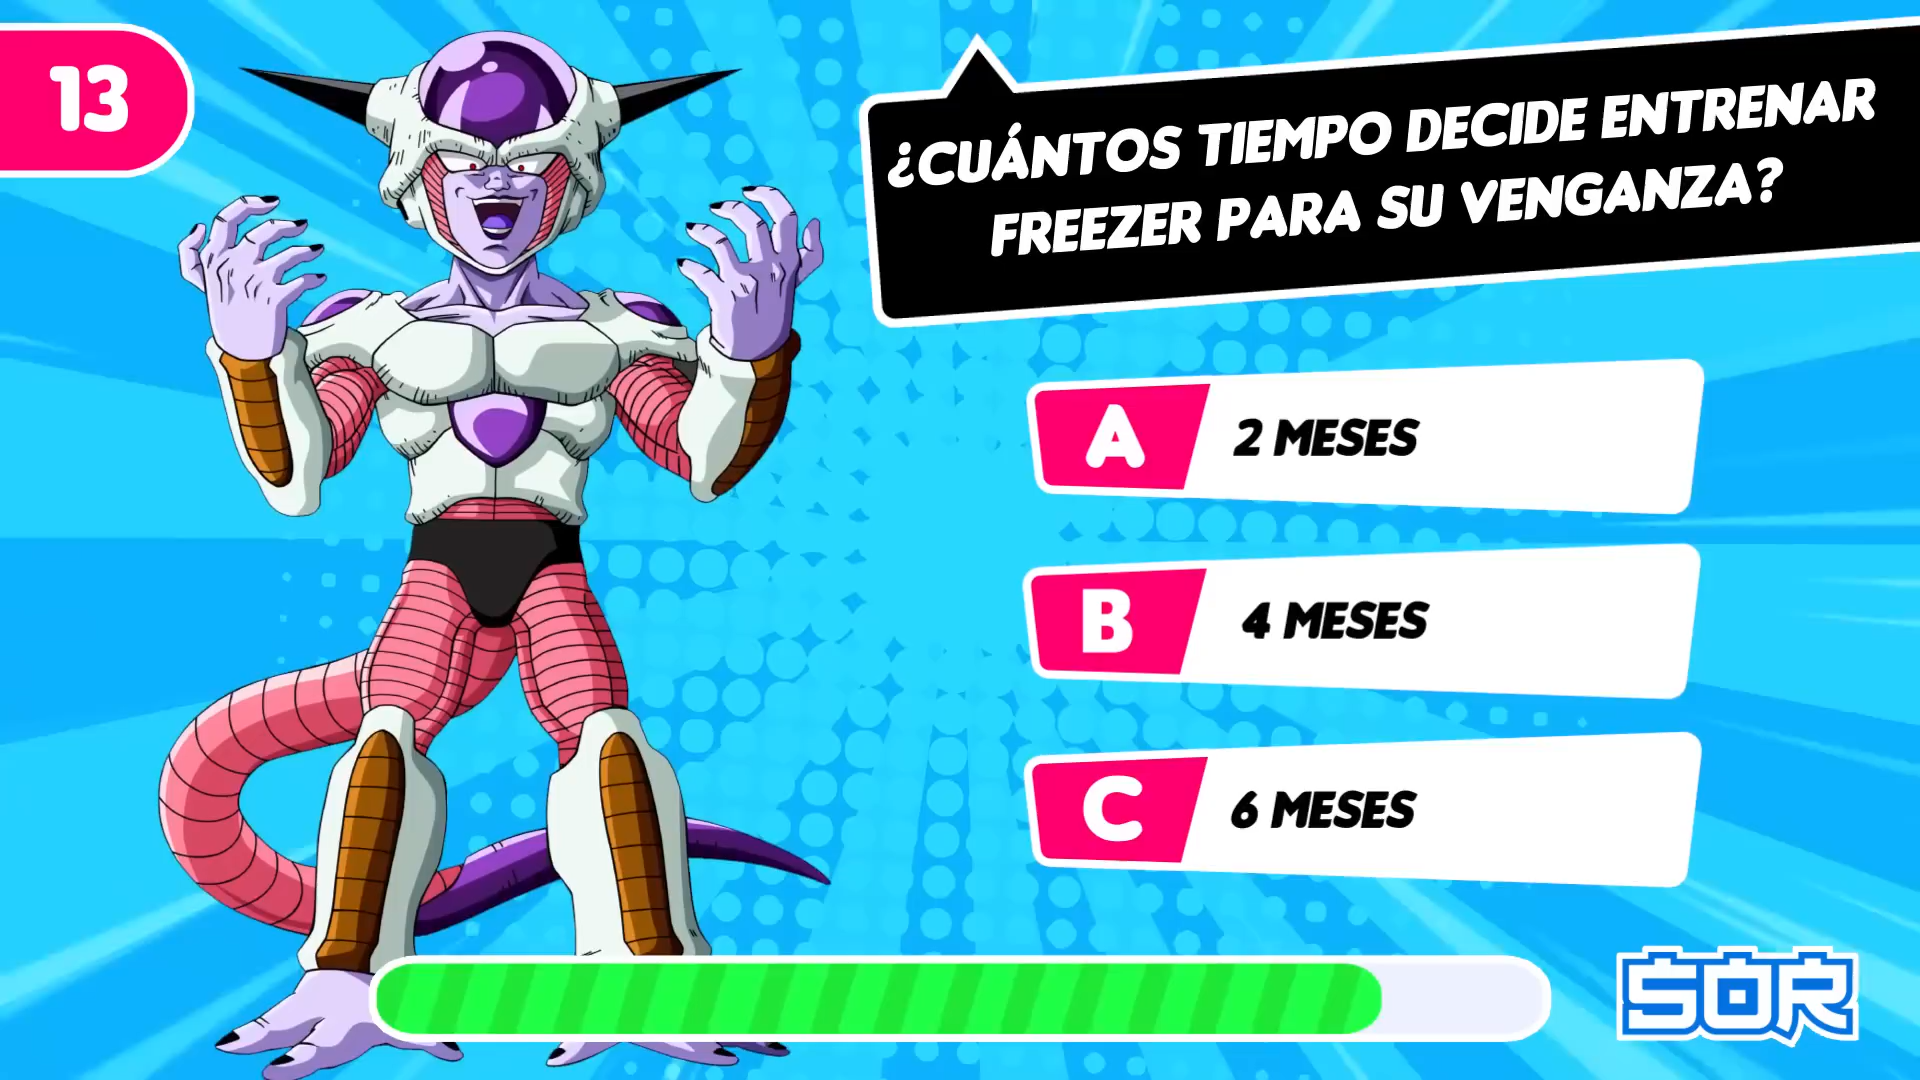 13
¿CUÁNTOS TIEMPO DECIDE ENTRENAR
FREEZER PARA SU VENGANZA?
A 2 MESES
B 4 MESES
C 6 MESES
SOR